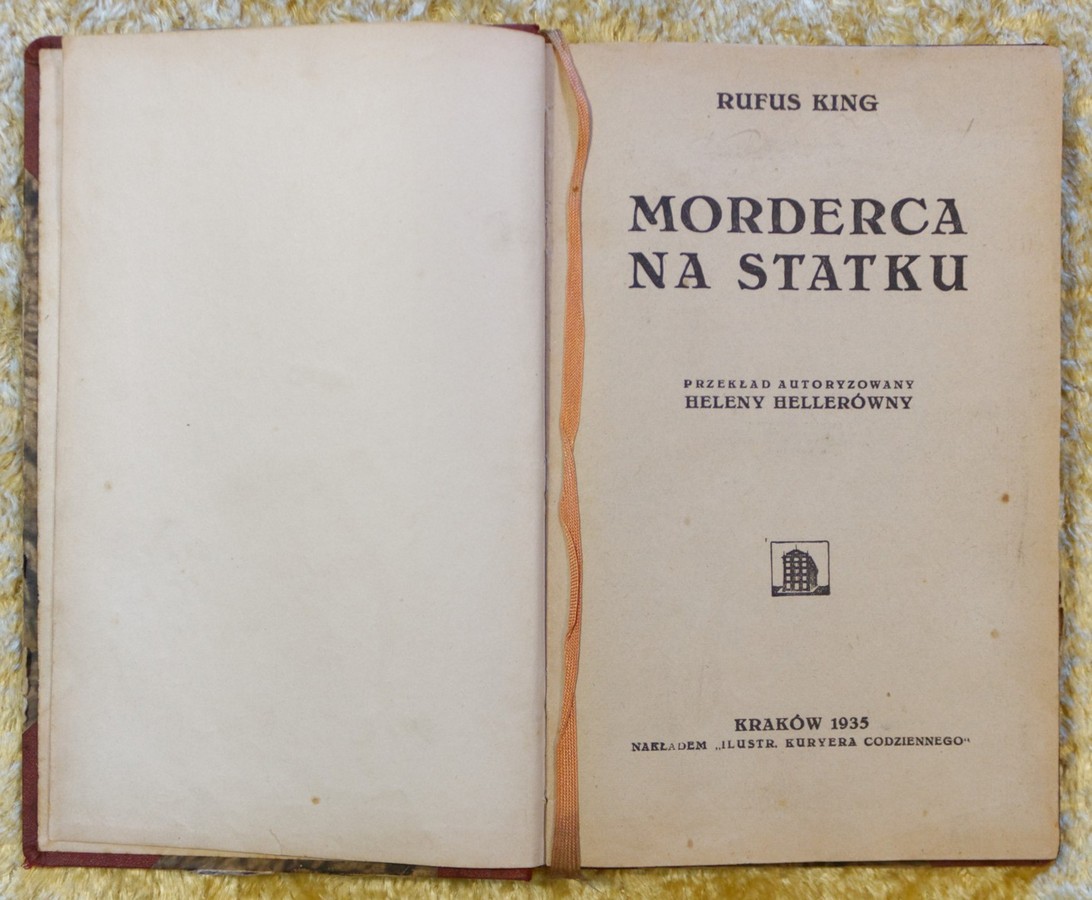 RUFUS KING
MORDERCA
NA STATKU
PRZEKŁAD AUTORYZOWANY
HELENY HELLERÓWNY
KRAKÓW 1935
NAKŁADEM „ILUSTR. KURYERA CODZIENNEGO“